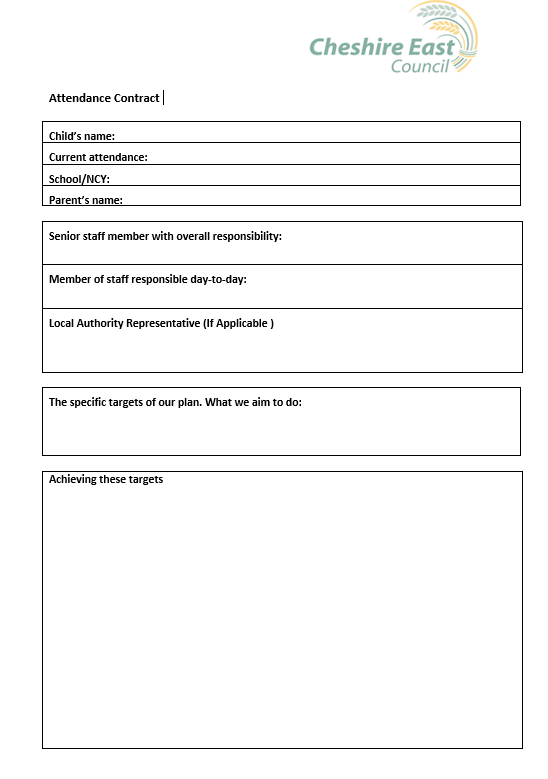 Cheshire East
Council
Attendance Contract
Child's name:
Current attendance:
School/NCY:
Parent's name:
Senior staff member with overall responsibility:
Member of staff responsible day-to-day:
Local Authority Representative (If Applicable )
The specific targets of our plan. What we aim to do:
Achieving these targets